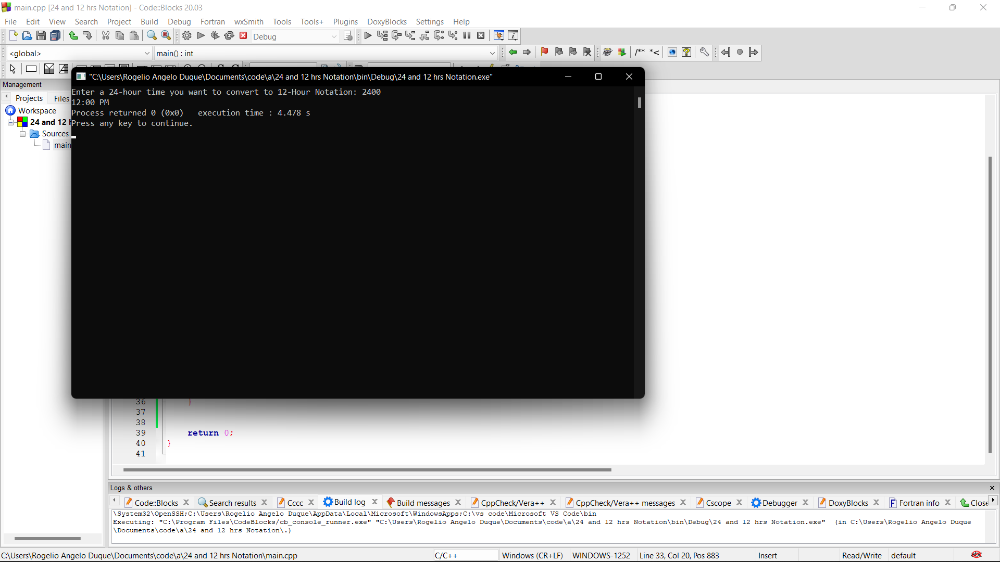 main.cpp [24 and 12 hrs Notation] - Code::Blocks 20.03
File Edit View Search Project Build Debug Fortran wxSmith Tools Tools+ Plugins DoxyBlocks Settings Help
Debug
<global> main() : int /** *<
"C:\Users\Rogelio Angelo Duque\Documents\code\a\24 and 12 hrs Notation\bin\Debug\24 and 12 hrs Notation.exe"
Management
Projects Files
Workspace
24 and 12
Sources
main
Enter a 24-hour time you want to convert to 12-Hour Notation: 2400
12:00 PM
Process returned 0 (0x0)   execution time : 4.478 s
Press any key to continue.
36 }
37
38
39 return 0;
40 }
41
Logs & others
Code::Blocks Search results Cccc Build log Build messages CppCheck/Vera++ CppCheck/Vera++ messages Cscope Debugger DoxyBlocks Fortran info Close
\System32\OpenSSH;C:\Users\Rogelio Angelo Duque\AppData\Local\Microsoft\WindowsApps;C:\vs code\Microsoft VS Code\bin
Executing: "C:\Program Files\CodeBlocks/cb_console_runner.exe" "C:\Users\Rogelio Angelo Duque\Documents\code\a\24 and 12 hrs Notation\bin\Debug\24 and 12 hrs Notation.exe"  (in C:\Users\Rogelio Angelo Duque
\Documents\code\a\24 and 12 hrs Notation\.)
C:\Users\Rogelio Angelo Duque\Documents\code\a\24 and 12 hrs Notation\main.cpp C/C++ Windows (CR+LF) WINDOWS-1252 Line 33, Col 20, Pos 883 Insert Read/Write default abc